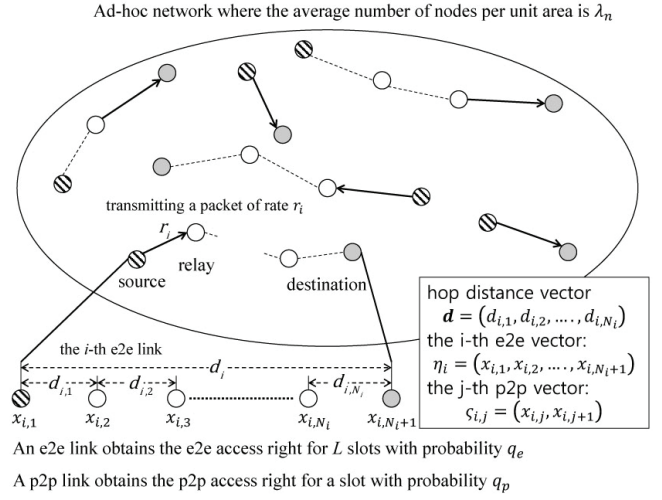 Ad-hoc network where the average number of nodes per unit area is λₙ
transmitting a packet of rate rᵢ
rᵢ
relay
source
destination
hop distance vector
𝒅 = (dᵢ,₁, dᵢ,₂, …., dᵢ,Nᵢ)
the i-th e2e vector:
ηᵢ = (xᵢ,₁, xᵢ,₂, …., xᵢ,Nᵢ₊₁)
the j-th p2p vector:
ςᵢ,ⱼ = (xᵢ,ⱼ, xᵢ,ⱼ₊₁)
the i-th e2e link
dᵢ
dᵢ,₁ dᵢ,₂ dᵢ,Nᵢ
xᵢ,₁ xᵢ,₂ xᵢ,₃ xᵢ,Nᵢ xᵢ,Nᵢ₊₁
An e2e link obtains the e2e access right for L slots with probability qₑ
A p2p link obtains the p2p access right for a slot with probability qₚ